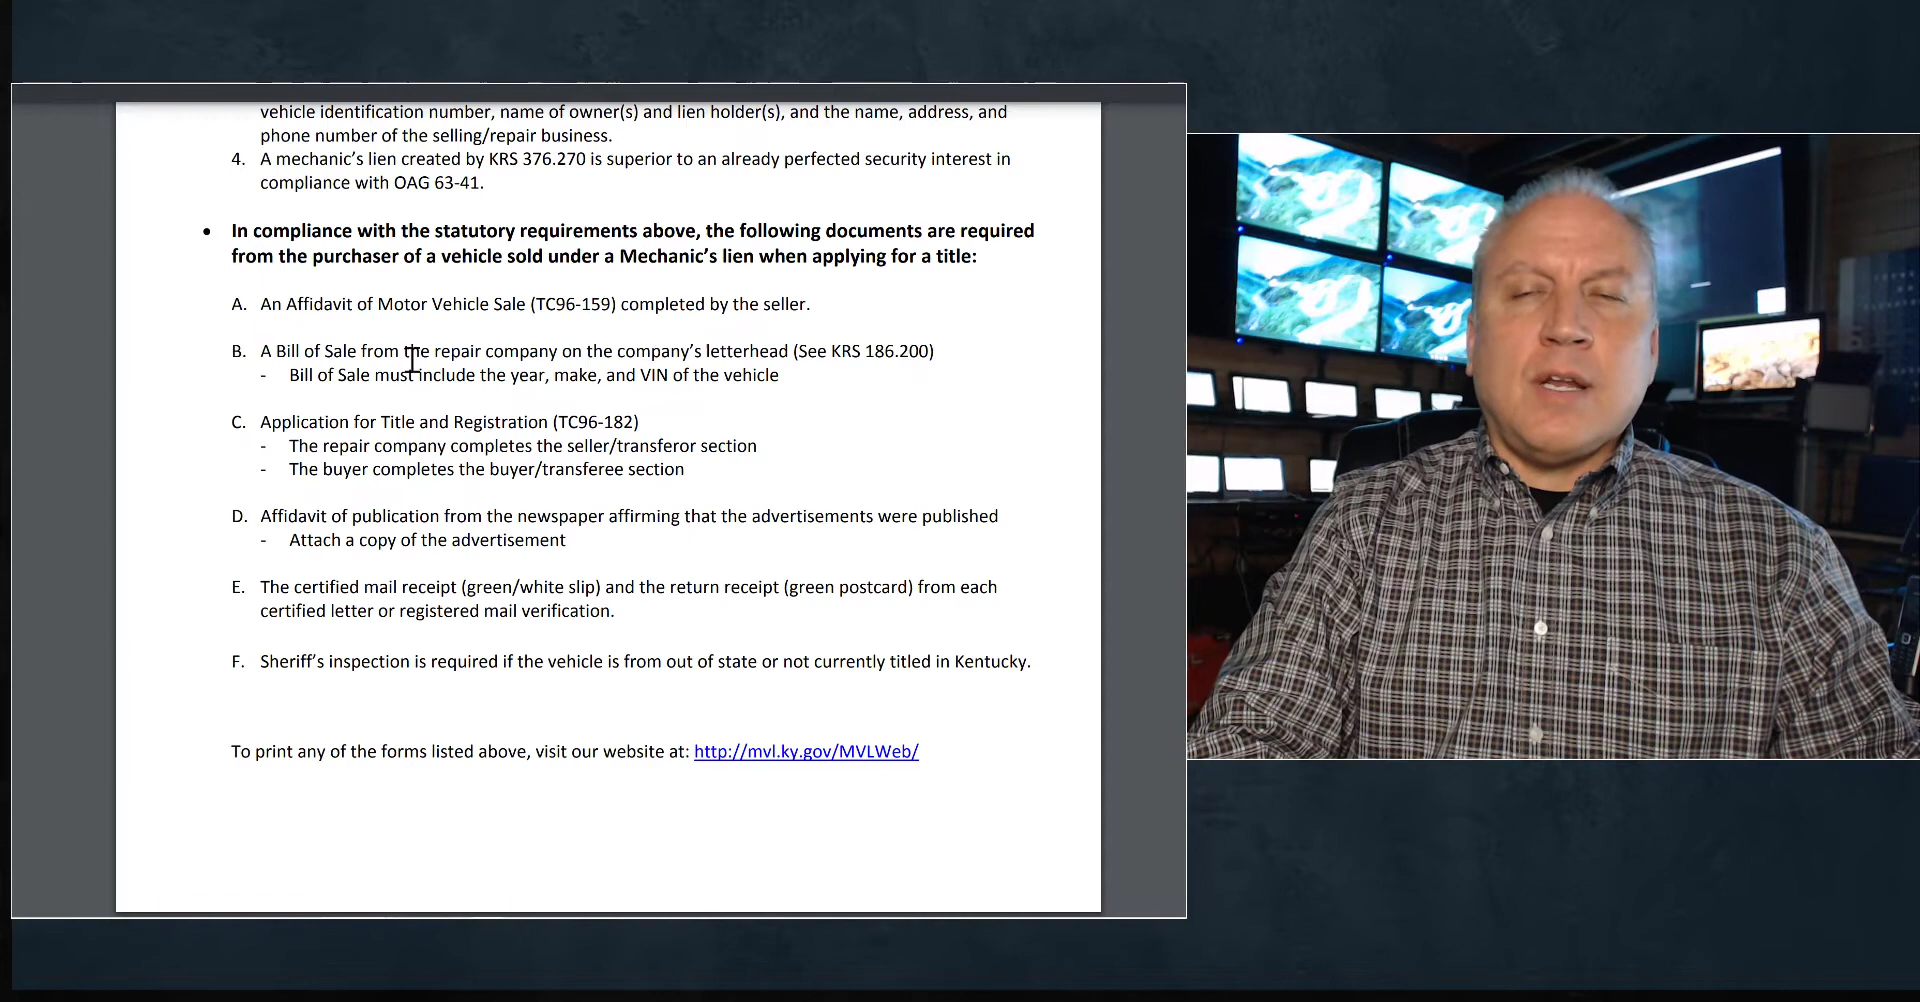 vehicle identification number, name of owner(s) and lien holder(s), and the name, address, and
phone number of the selling/repair business.
4. A mechanic’s lien created by KRS 376.270 is superior to an already perfected security interest in
compliance with OAG 63-41.
• In compliance with the statutory requirements above, the following documents are required
from the purchaser of a vehicle sold under a Mechanic’s lien when applying for a title:
A. An Affidavit of Motor Vehicle Sale (TC96-159) completed by the seller.
B. A Bill of Sale from the repair company on the company’s letterhead (See KRS 186.200)
- Bill of Sale must include the year, make, and VIN of the vehicle
C. Application for Title and Registration (TC96-182)
- The repair company completes the seller/transferor section
- The buyer completes the buyer/transferee section
D. Affidavit of publication from the newspaper affirming that the advertisements were published
- Attach a copy of the advertisement
E. The certified mail receipt (green/white slip) and the return receipt (green postcard) from each
certified letter or registered mail verification.
F. Sheriff’s inspection is required if the vehicle is from out of state or not currently titled in Kentucky.
To print any of the forms listed above, visit our website at: http://mvl.ky.gov/MVLWeb/